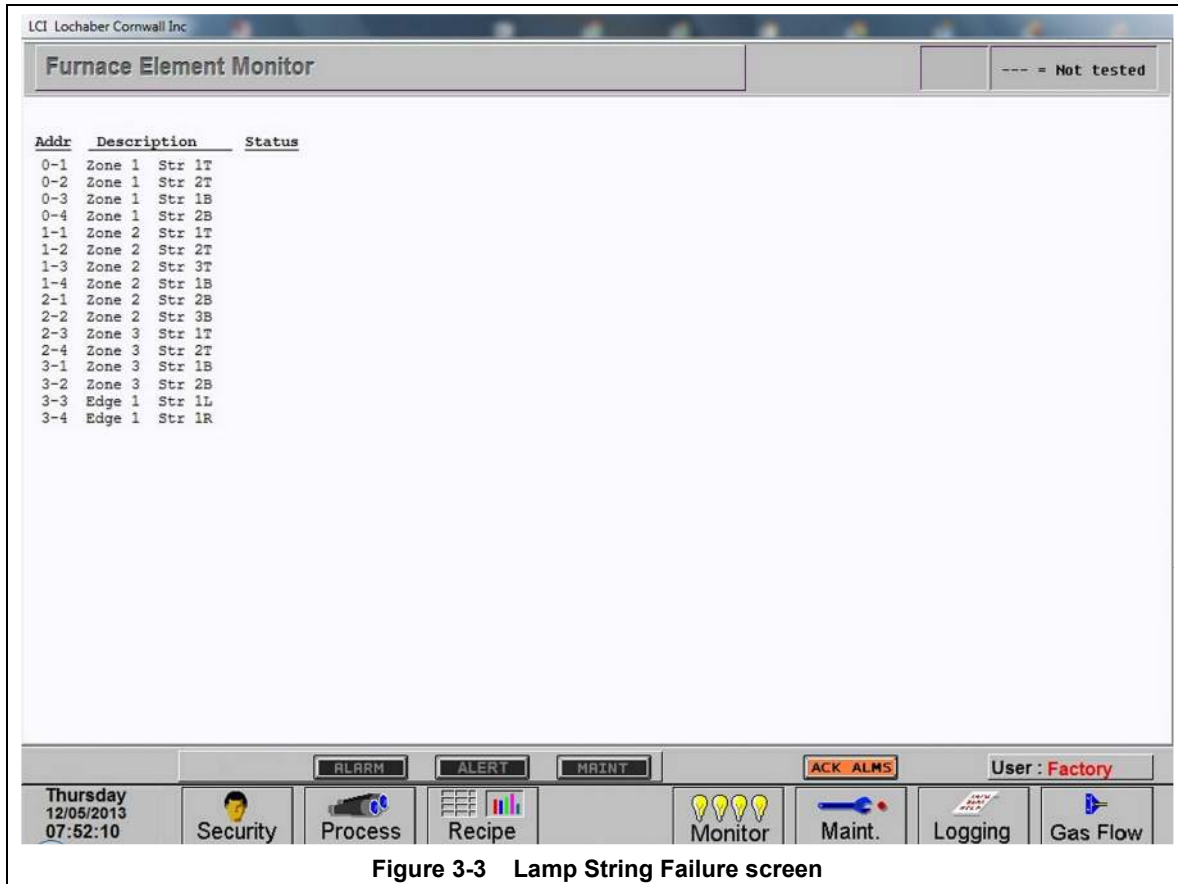 LCI Lochaber Cornwall Inc
Furnace Element Monitor
--- = Not tested
Addr Description Status
0-1 Zone 1 Str 1T
0-2 Zone 1 Str 2T
0-3 Zone 1 Str 1B
0-4 Zone 1 Str 2B
1-1 Zone 2 Str 1T
1-2 Zone 2 Str 2T
1-3 Zone 2 Str 3T
1-4 Zone 2 Str 1B
2-1 Zone 2 Str 2B
2-2 Zone 2 Str 3B
2-3 Zone 3 Str 1T
2-4 Zone 3 Str 2T
3-1 Zone 3 Str 1B
3-2 Zone 3 Str 2B
3-3 Edge 1 Str 1L
3-4 Edge 1 Str 1R
ALARM ALERT MAINT ACK ALMS User : Factory
Thursday
12/05/2013
07:52:10
Security Process Recipe Monitor Maint. Logging Gas Flow
Figure 3-3 Lamp String Failure screen